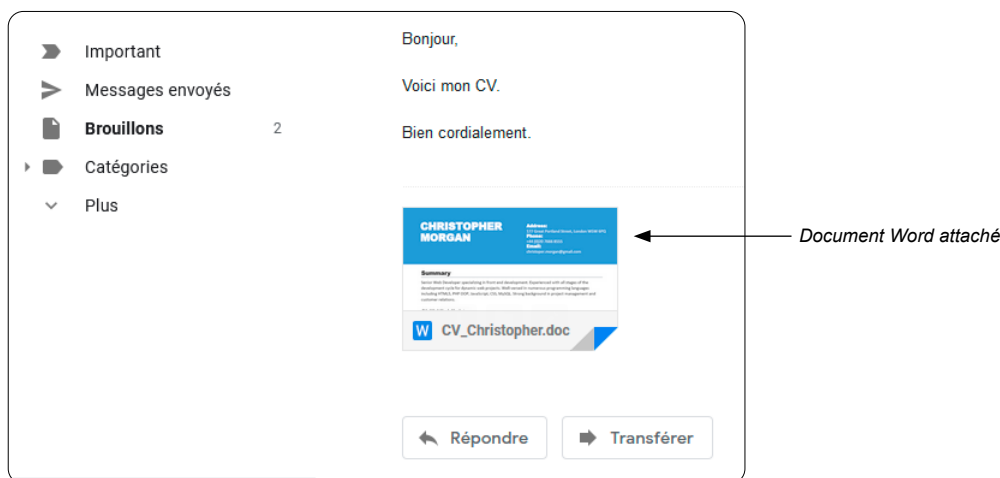 Important
Messages envoyés
Brouillons 2
Catégories
Plus
Bonjour,
Voici mon CV.
Bien cordialement.
CHRISTOPHER
MORGAN
Address:
Phone:
Email:
Summary
W CV_Christopher.doc
Répondre
Transférer
Document Word attaché